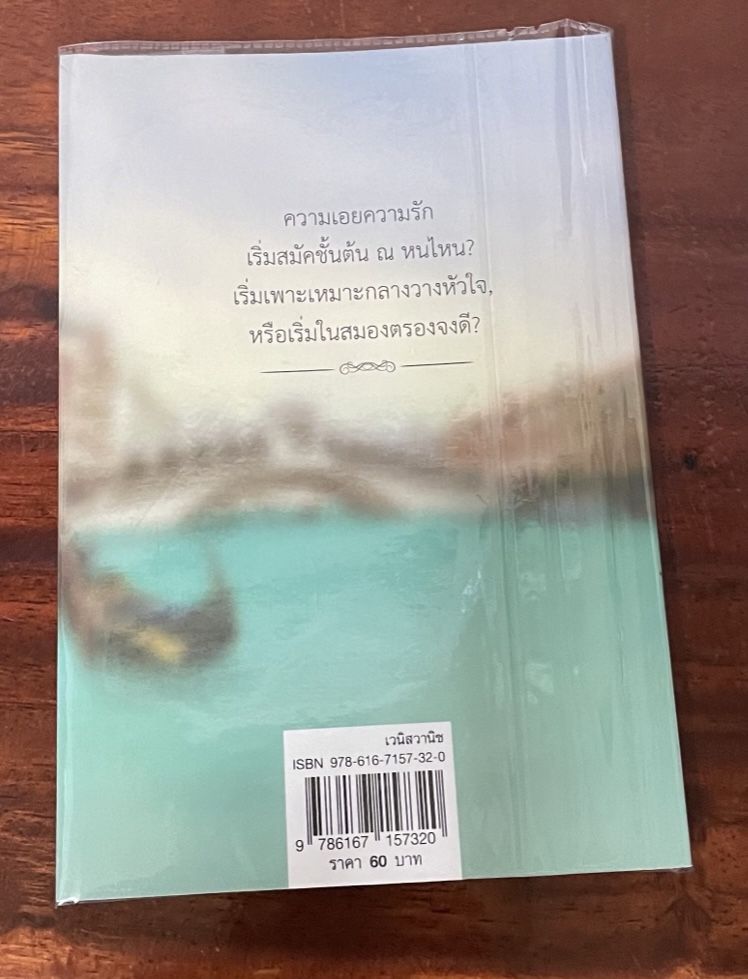 ความเอยความรัก
เริ่มสมัคชั้นต้น ณ หนไหน?
เริ่มเพาะเหมาะกลางวางหัวใจ,
หรือเริ่มในสมองตรองจงดี?
เวนิสวานิช
ISBN 978-616-7157-32-0
9 786167 157320
ราคา 60 บาท